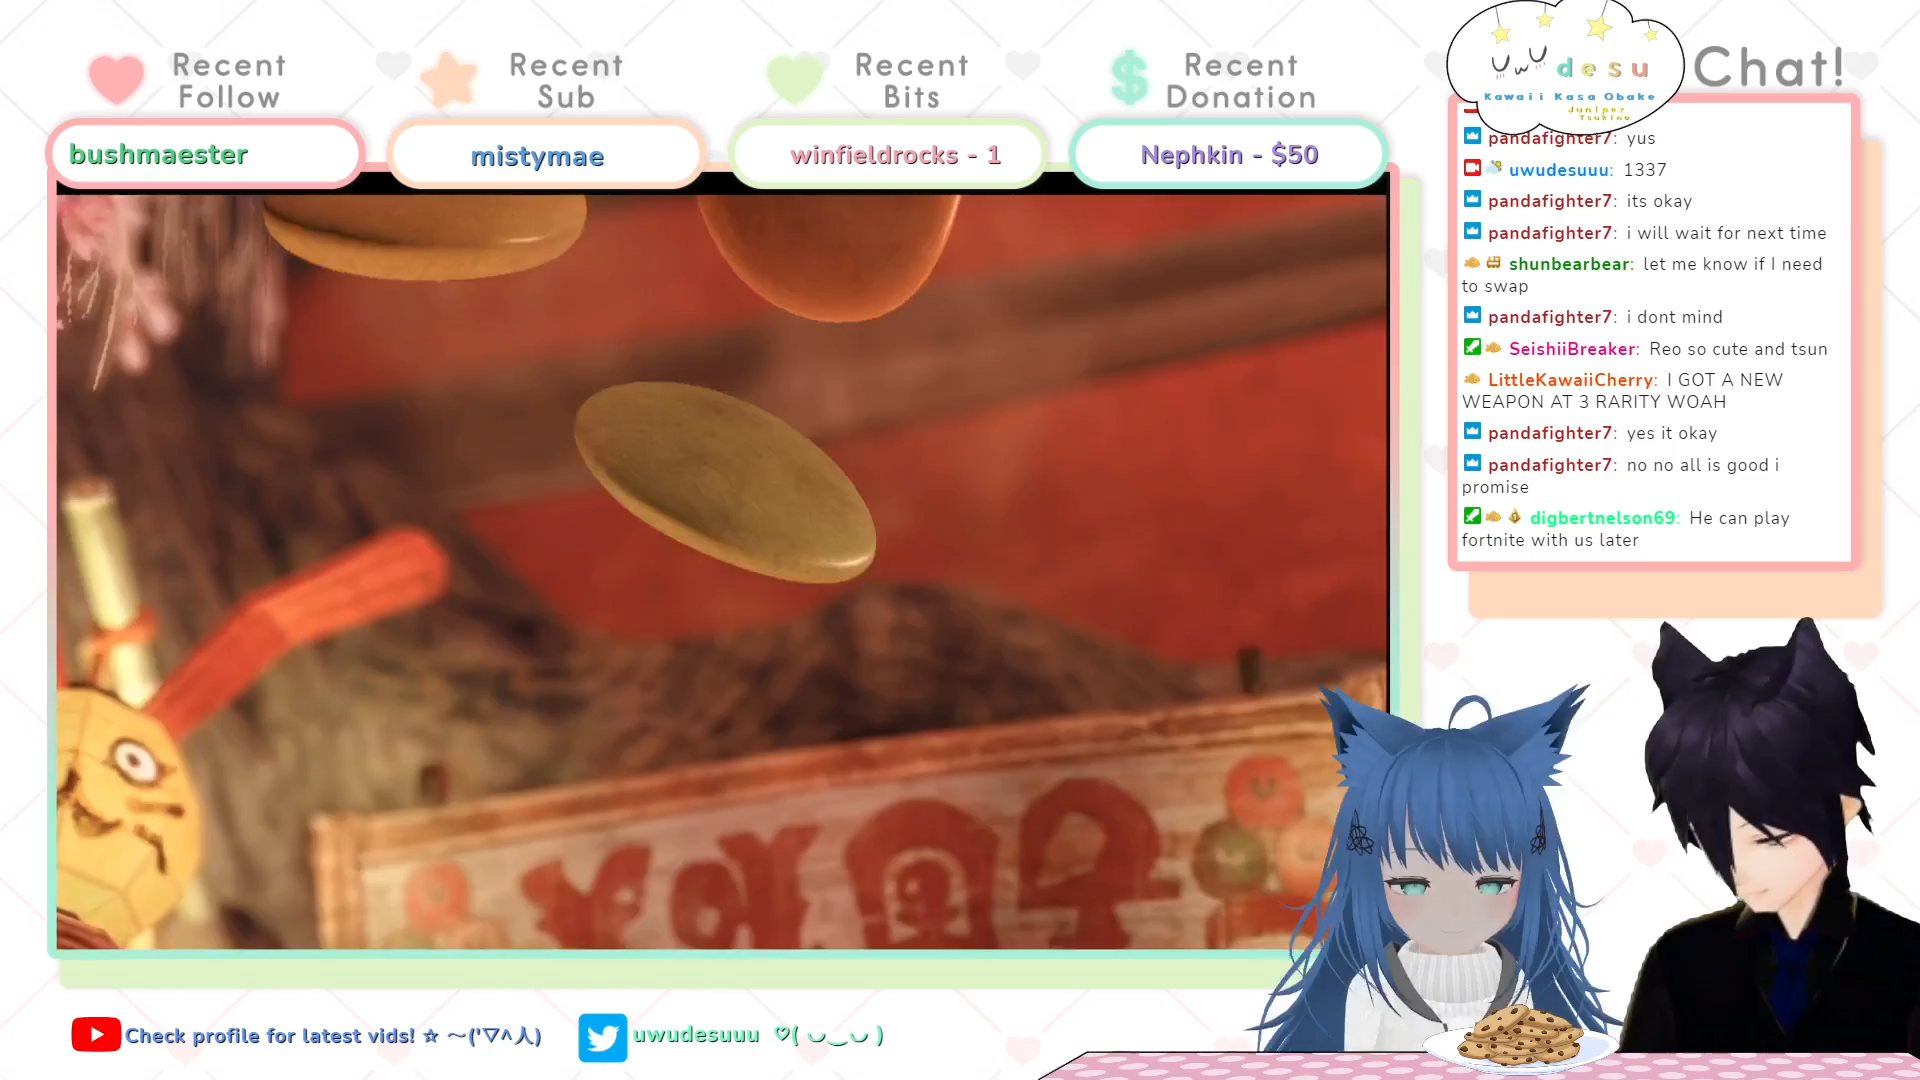 Recent
Follow
Recent
Sub
Recent
Bits
$
Recent
Donation
bushmaester
mistymae
winfieldrocks - 1
Nephkin - $50
UwU desu
Kawaii Kasa Obake
Juniper
Tsukino
Chat!
pandafighter7: yus
uwudesuuu: 1337
pandafighter7: its okay
pandafighter7: i will wait for next time
shunbearbear: let me know if I need
to swap
pandafighter7: i dont mind
SeishiiBreaker: Reo so cute and tsun
LittleKawaiiCherry: I GOT A NEW
WEAPON AT 3 RARITY WOAH
pandafighter7: yes it okay
pandafighter7: no no all is good i
promise
digbertnelson69: He can play
fortnite with us later
Check profile for latest vids! ☆ ～('▽^人)
uwudesuuu ♡( ◡‿◡ )